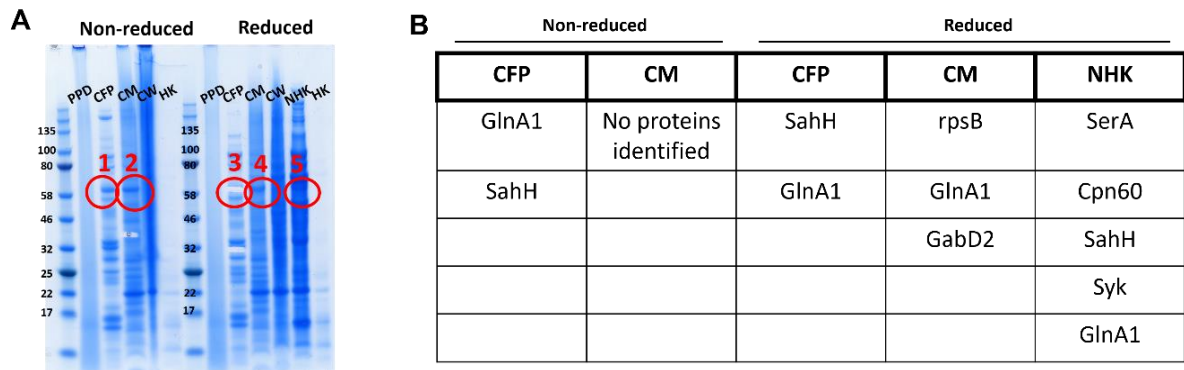 A
Non-reduced Reduced
PPD CFP CM CW HK PPD CFP CM CW NHK HK
135
100
80
58
46
32
25
22
17
1 2 3 4 5
135
100
80
58
46
32
25
22
17
B
Non-reduced Reduced
CFP CM CFP CM NHK
GlnA1 No proteins identified SahH rpsB SerA
SahH GlnA1 GlnA1 Cpn60
GabD2 SahH
Syk
GlnA1